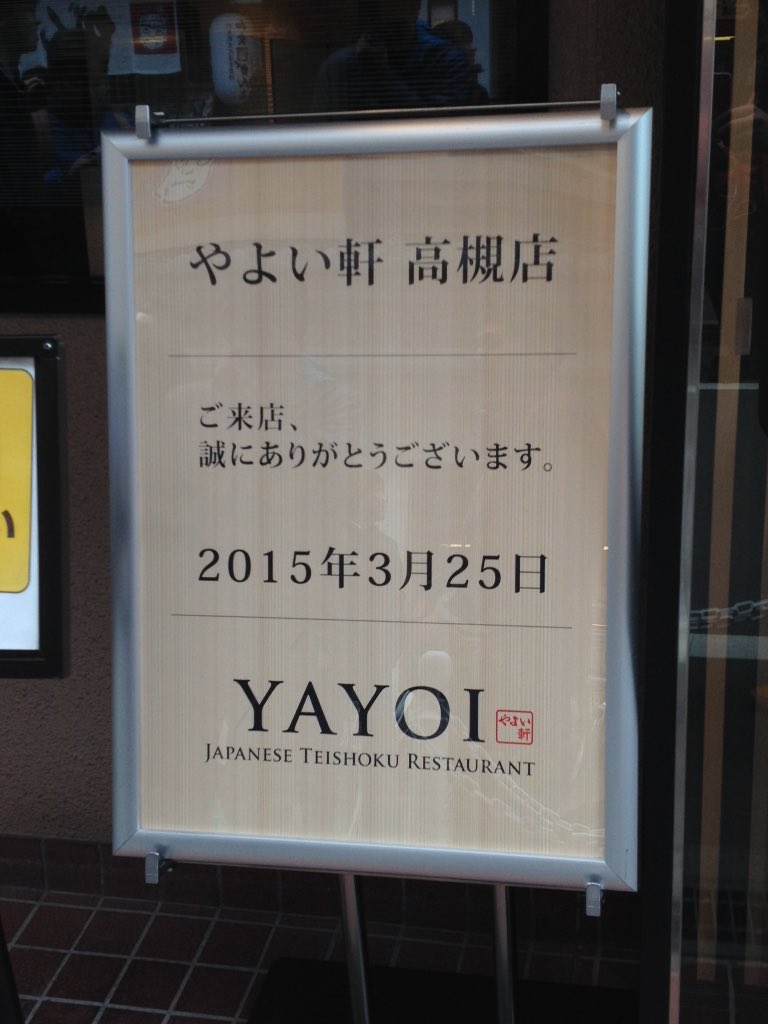 やよい軒 高槻店
ご来店、
誠にありがとうございます。
2015年3月25日
YAYOI
やよい
軒
JAPANESE TEISHOKU RESTAURANT
い